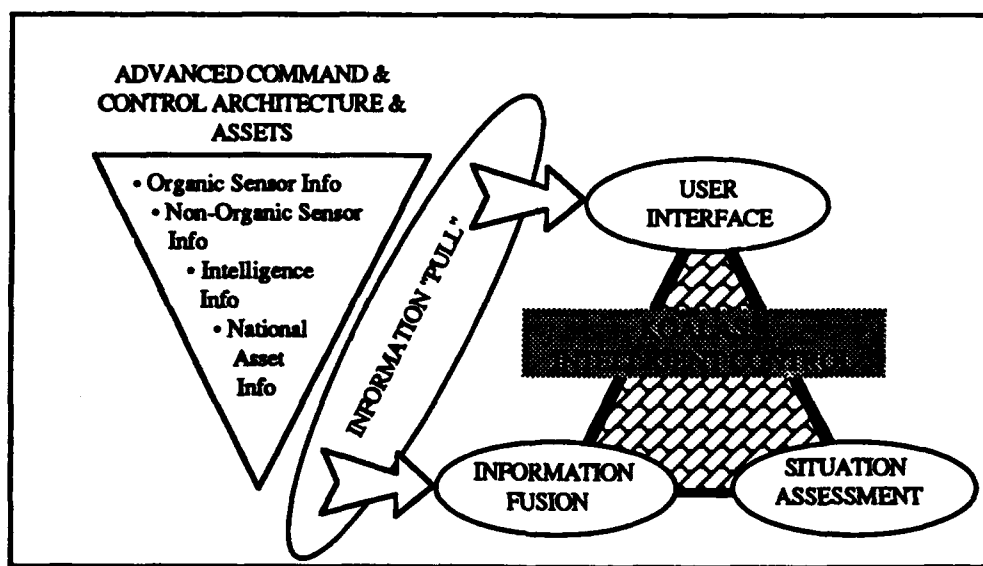 ADVANCED COMMAND &
CONTROL ARCHITECTURE &
ASSETS
• Organic Sensor Info
• Non-Organic Sensor
Info
• Intelligence
Info
• National
Asset
Info
INFORMATION "PULL"
USER
INTERFACE
INFORMATION
FUSION
SITUATION
ASSESSMENT